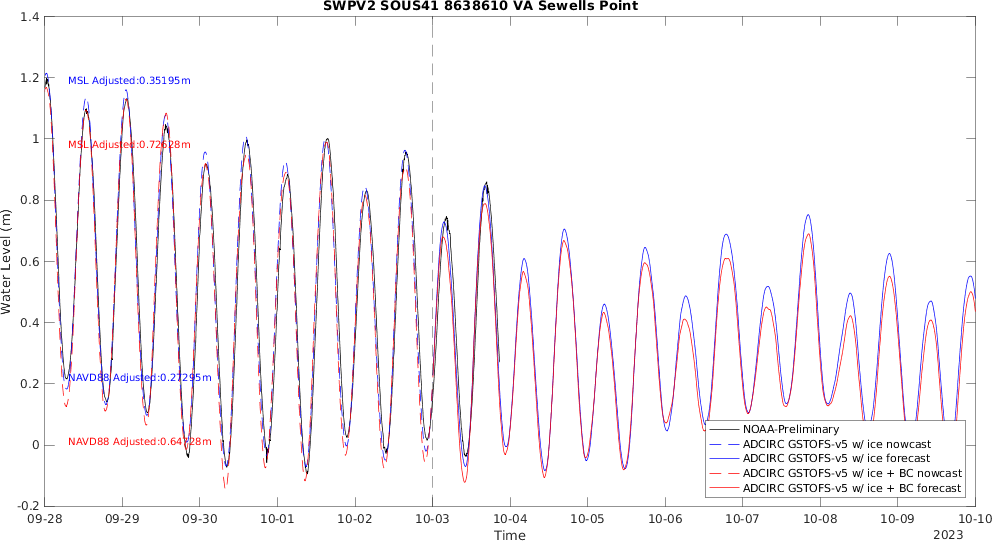 SWPV2 SOUS41 8638610 VA Sewells Point
1.4
1.2
1
0.8
0.6
0.4
0.2
0
-0.2
Water Level (m)
MSL Adjusted:0.35195m
MSL Adjusted:0.72628m
NAVD88 Adjusted:0.27295m
NAVD88 Adjusted:0.64728m
NOAA-Preliminary
ADCIRC GSTOFS-v5 w/ ice nowcast
ADCIRC GSTOFS-v5 w/ ice forecast
ADCIRC GSTOFS-v5 w/ ice + BC nowcast
ADCIRC GSTOFS-v5 w/ ice + BC forecast
09-28 09-29 09-30 10-01 10-02 10-03 10-04 10-05 10-06 10-07 10-08 10-09 10-10
Time
2023